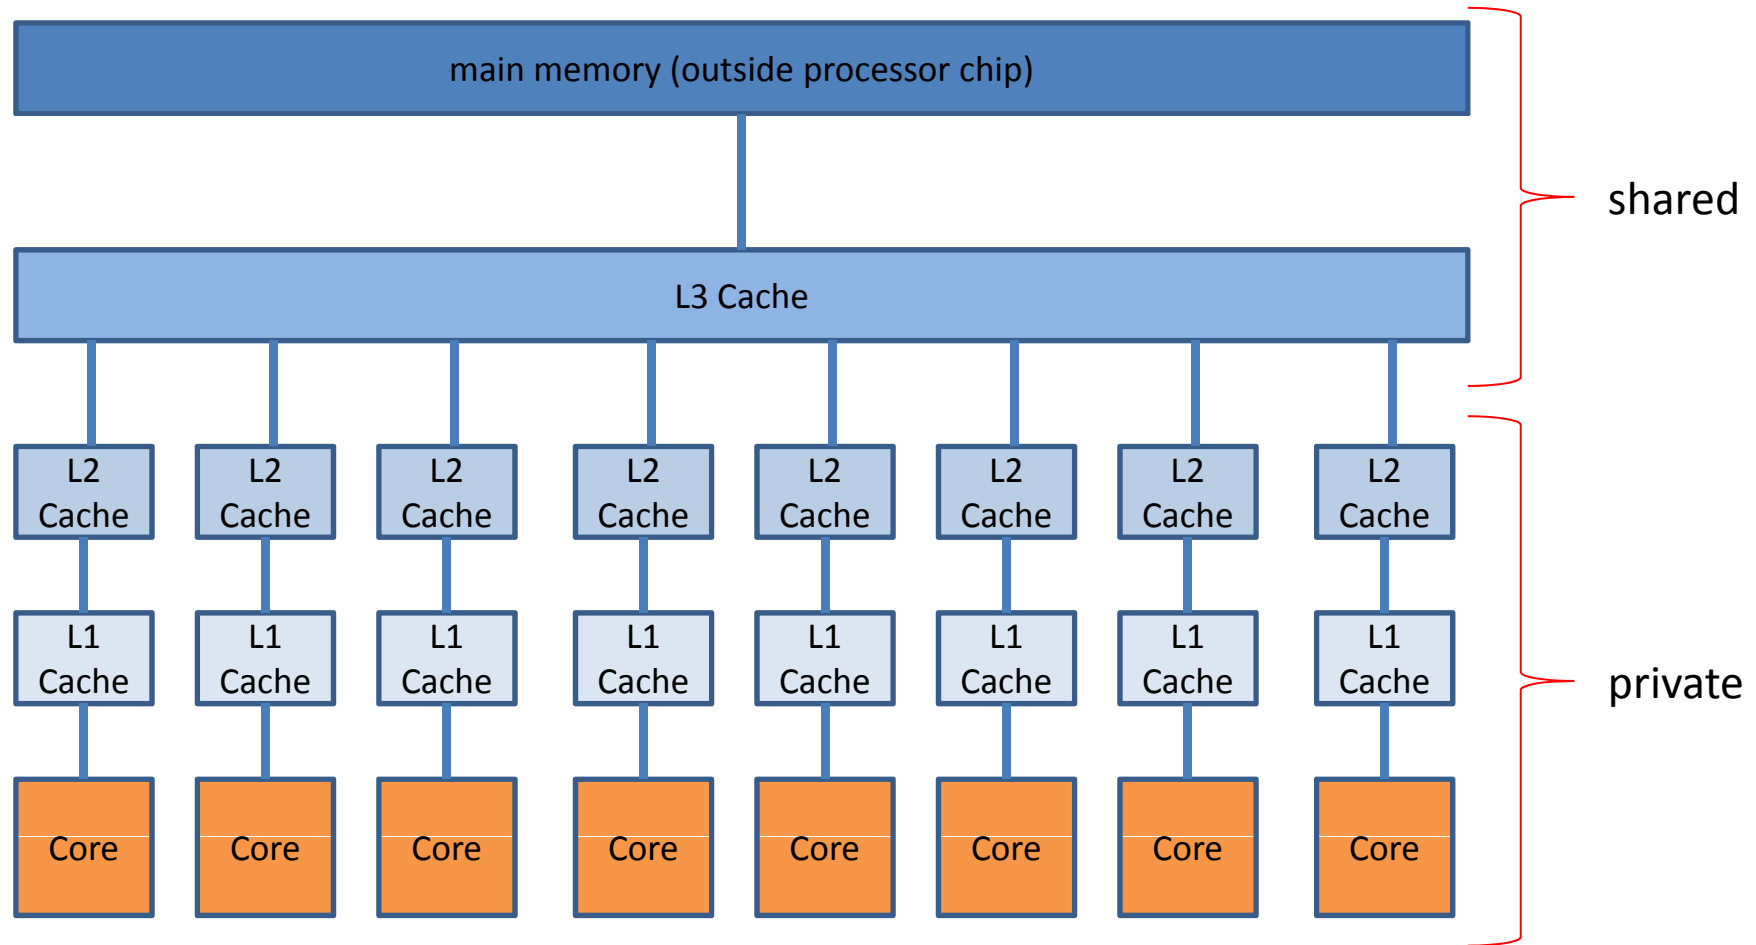 main memory (outside processor chip)
shared
L3 Cache
L2
Cache
L2
Cache
L2
Cache
L2
Cache
L2
Cache
L2
Cache
L2
Cache
L2
Cache
L1
Cache
L1
Cache
L1
Cache
L1
Cache
L1
Cache
L1
Cache
L1
Cache
L1
Cache
private
Core
Core
Core
Core
Core
Core
Core
Core